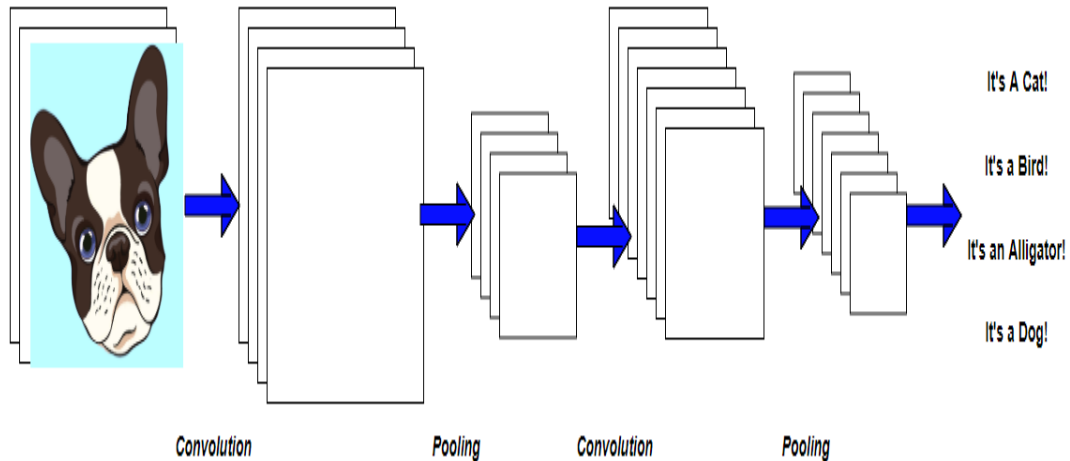 It's A Cat!
It's a Bird!
It's an Alligator!
It's a Dog!
Convolution
Pooling
Convolution
Pooling